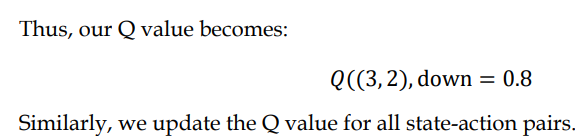 Thus, our Q value becomes:
Q((3, 2), down = 0.8
Similarly, we update the Q value for all state-action pairs.